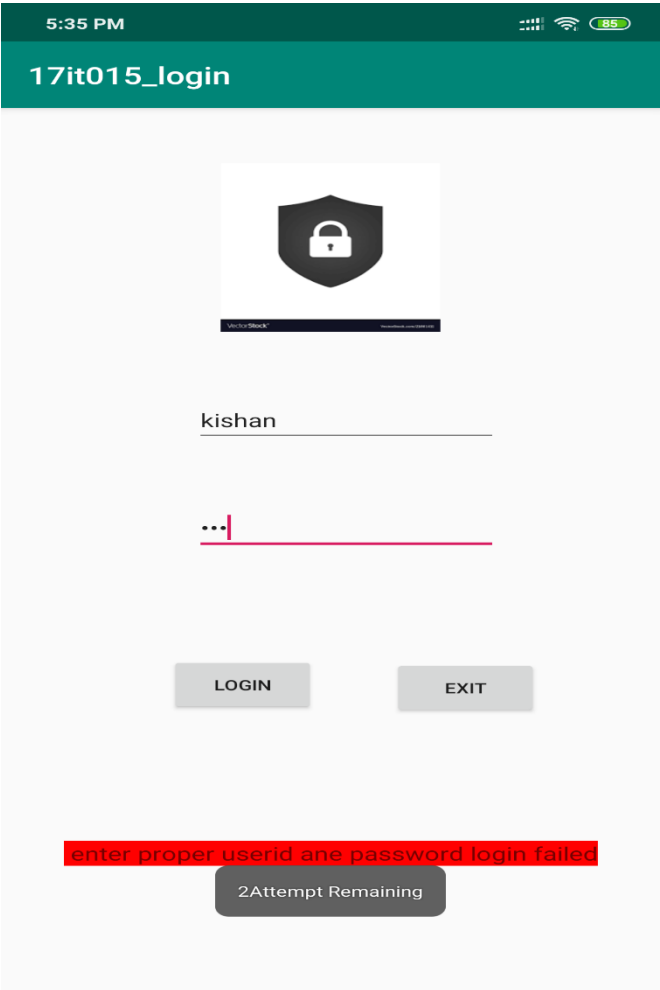 5:35 PM
85
17it015_login
VectorStock®
kishan
•••
LOGIN
EXIT
enter proper userid ane password login failed
2Attempt Remaining